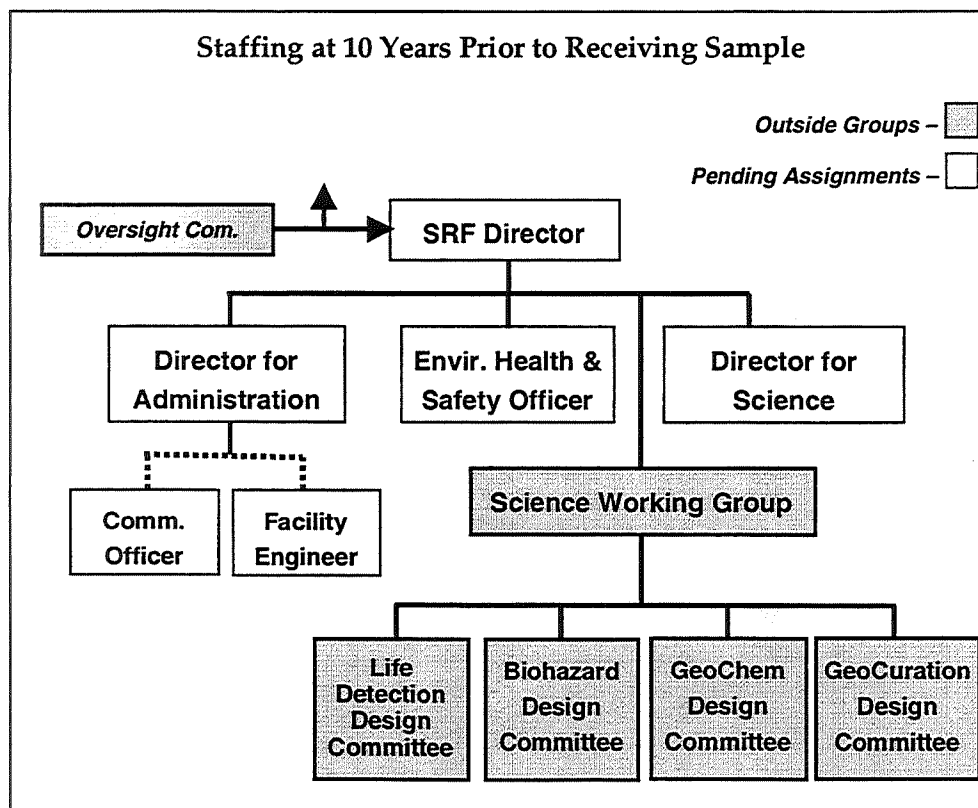 Staffing at 10 Years Prior to Receiving Sample
Outside Groups –
Pending Assignments –
Oversight Com.
SRF Director
Director for
Administration
Envir. Health &
Safety Officer
Director for
Science
Science Working Group
Comm.
Officer
Facility
Engineer
Life
Detection
Design
Committee
Biohazard
Design
Committee
GeoChem
Design
Committee
GeoCuration
Design
Committee